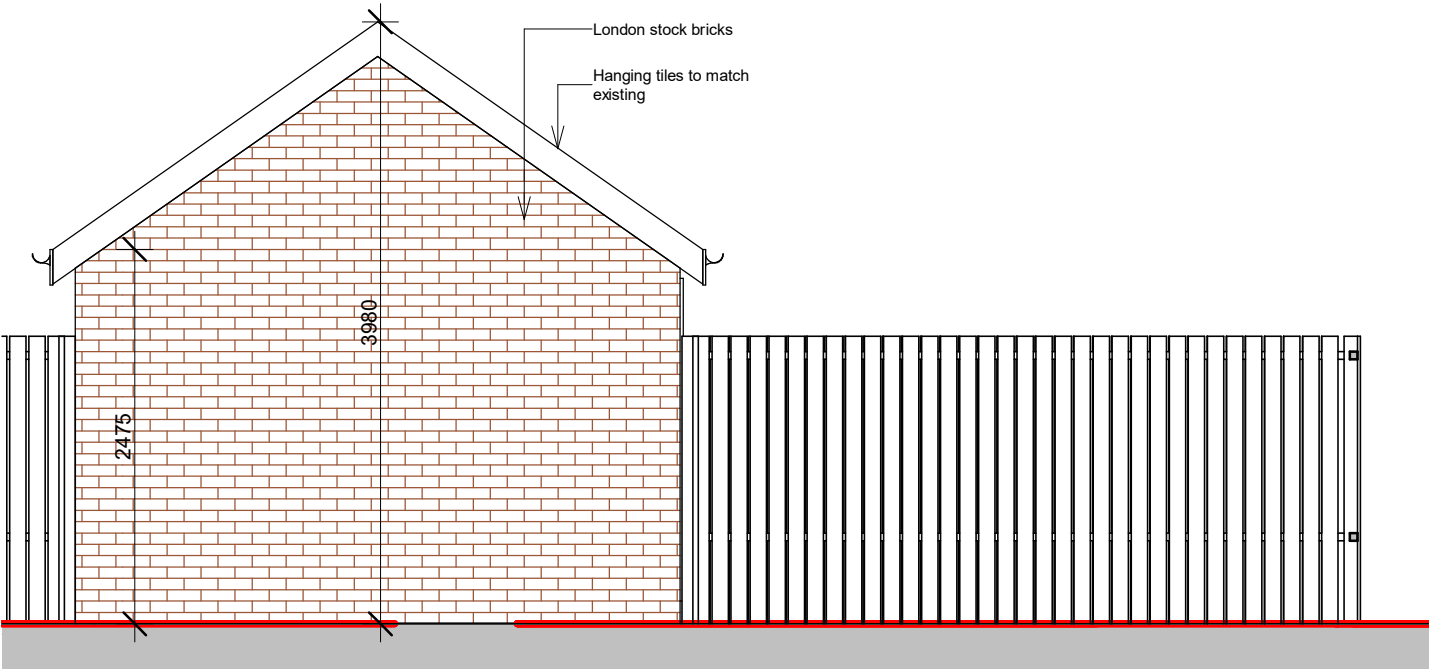 London stock bricks
Hanging tiles to match
existing
3980
2475